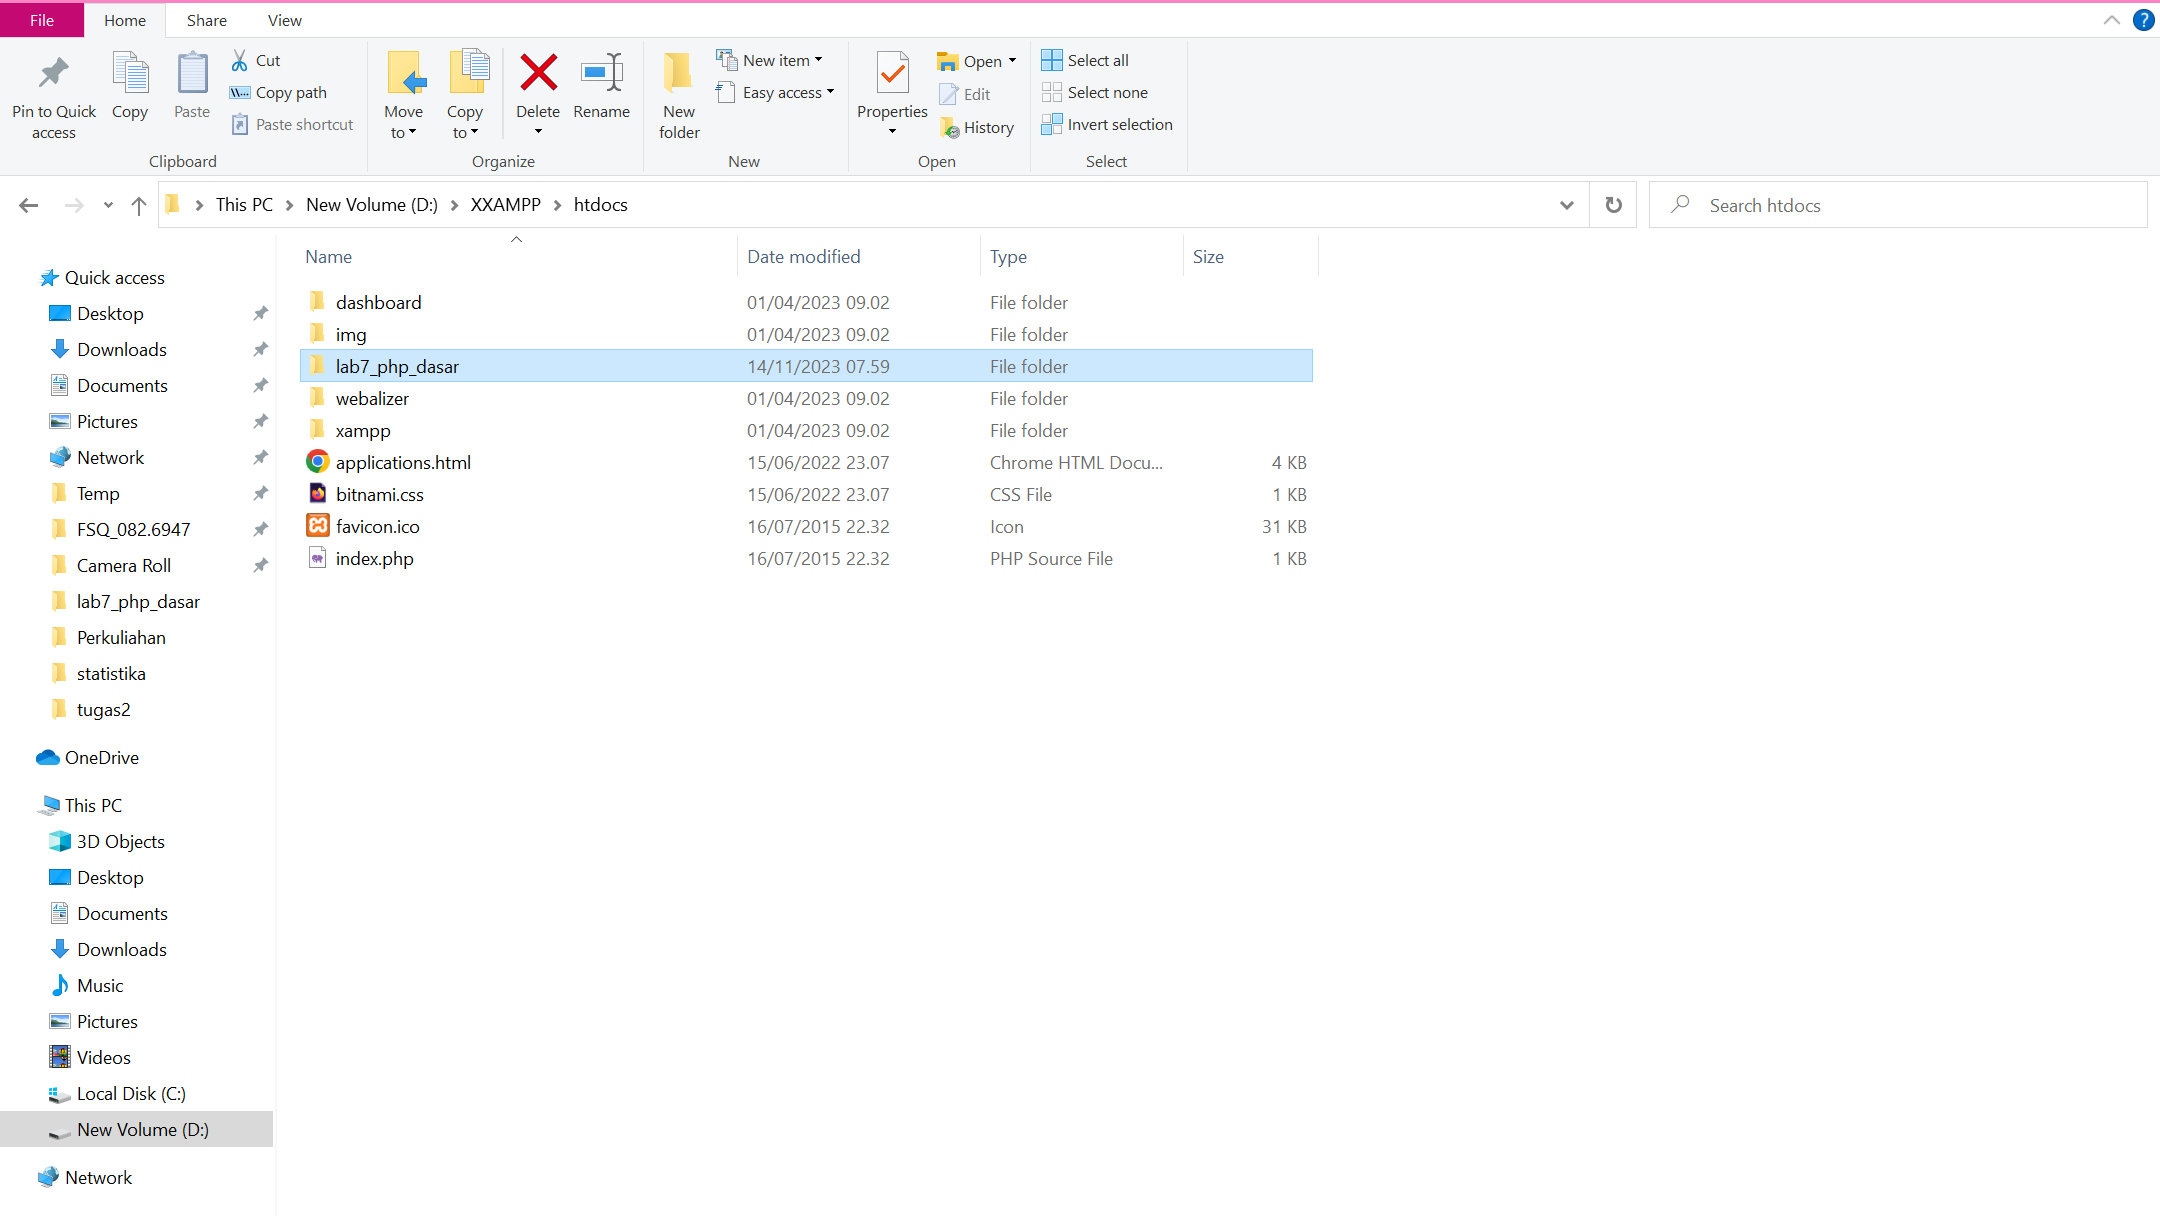 File Home Share View
Pin to Quick access
Copy
Paste
Cut
Copy path
Paste shortcut
Clipboard
Move to
Copy to
Delete
Rename
Organize
New folder
New item
Easy access
New
Properties
Open
Edit
History
Open
Select all
Select none
Invert selection
Select
This PC New Volume (D:) XXAMPP htdocs
Search htdocs
Quick access
Desktop
Downloads
Documents
Pictures
Network
Temp
FSQ_082.6947
Camera Roll
lab7_php_dasar
Perkuliahan
statistika
tugas2
OneDrive
This PC
3D Objects
Desktop
Documents
Downloads
Music
Pictures
Videos
Local Disk (C:)
New Volume (D:)
Network
Name Date modified Type Size
dashboard 01/04/2023 09.02 File folder
img 01/04/2023 09.02 File folder
lab7_php_dasar 14/11/2023 07.59 File folder
webalizer 01/04/2023 09.02 File folder
xampp 01/04/2023 09.02 File folder
applications.html 15/06/2022 23.07 Chrome HTML Docu... 4 KB
bitnami.css 15/06/2022 23.07 CSS File 1 KB
favicon.ico 16/07/2015 22.32 Icon 31 KB
index.php 16/07/2015 22.32 PHP Source File 1 KB